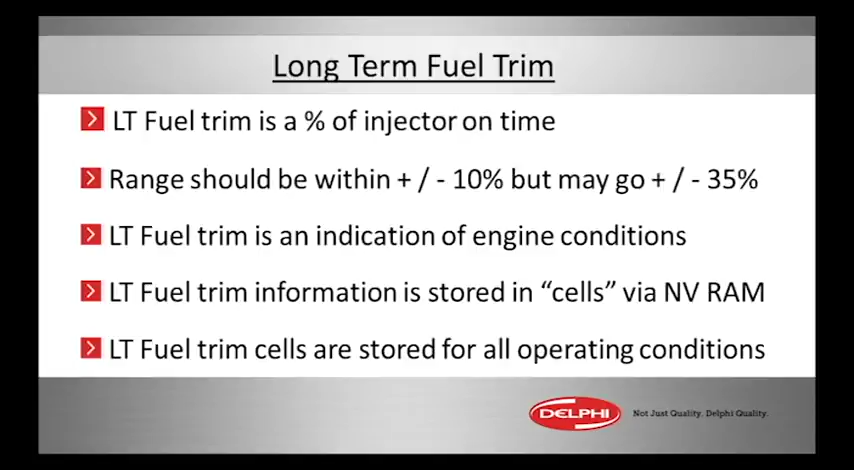 Long Term Fuel Trim
LT Fuel trim is a % of injector on time
Range should be within + / - 10% but may go + / - 35%
LT Fuel trim is an indication of engine conditions
LT Fuel trim information is stored in “cells” via NV RAM
LT Fuel trim cells are stored for all operating conditions
DELPHI
Not Just Quality. Delphi Quality.